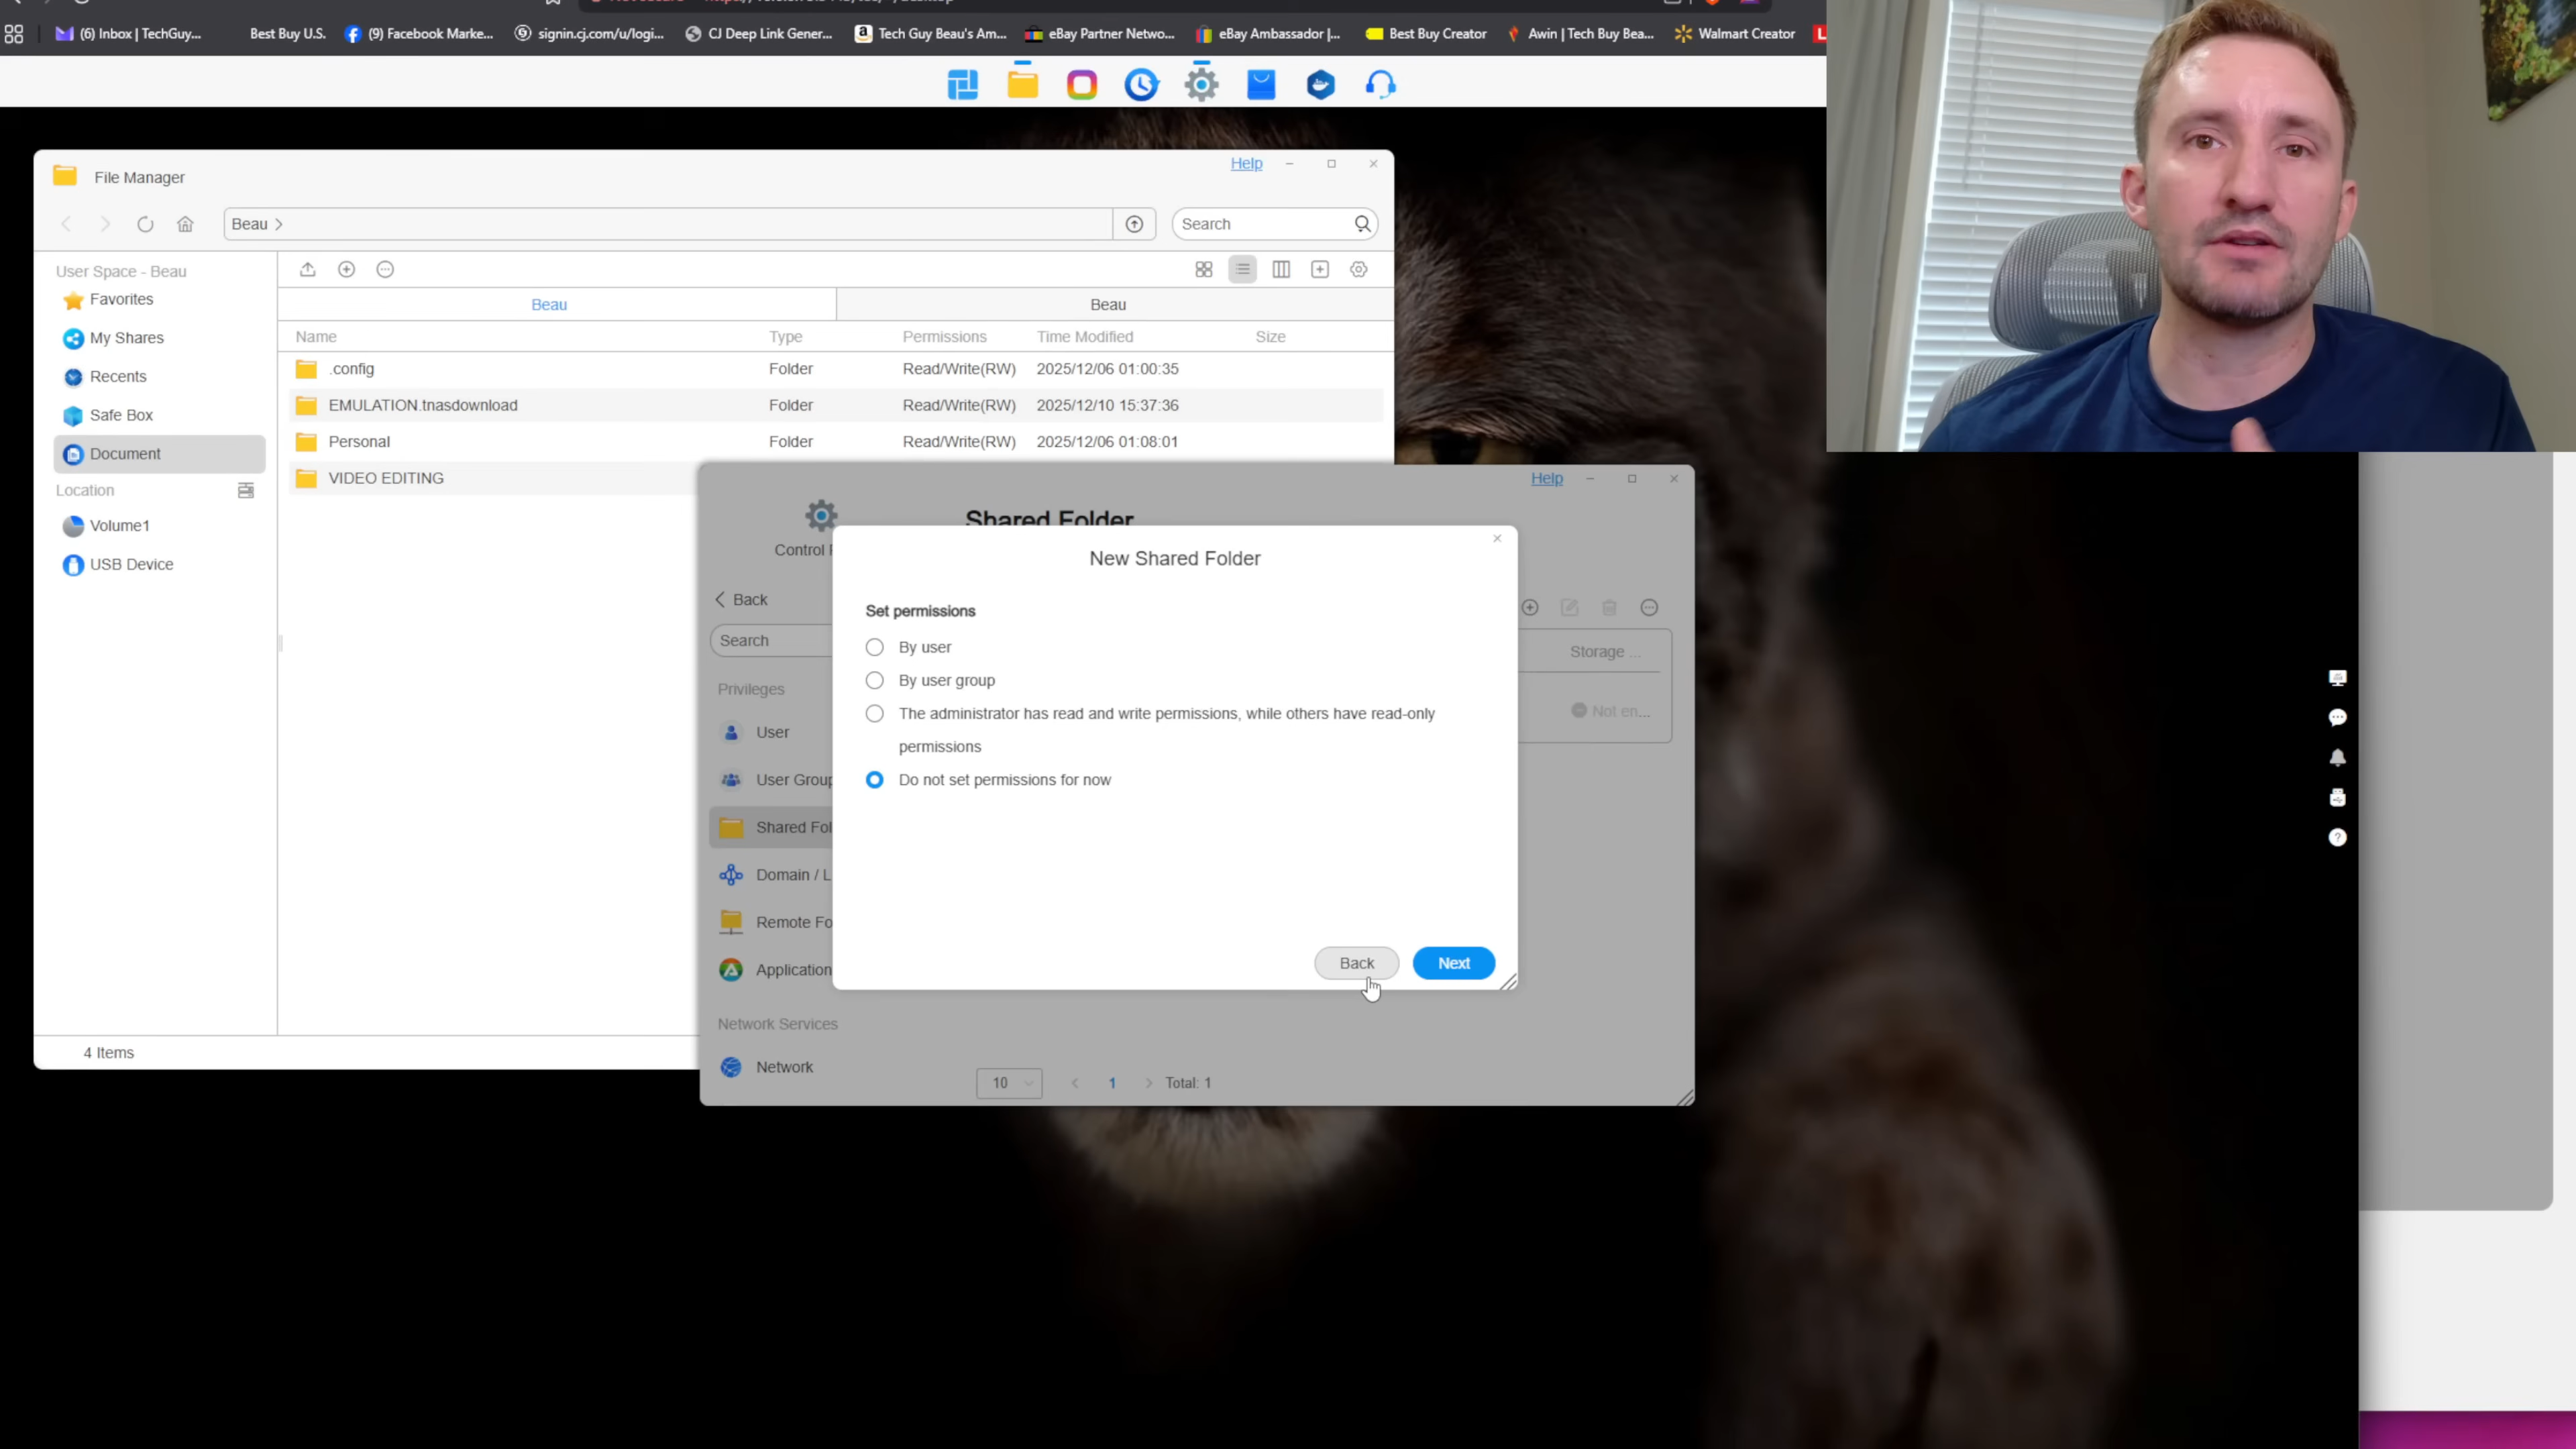 (6) Inbox | TechGuy...
Best Buy U.S.
(9) Facebook Marke...
signin.cj.com/u/logi...
CJ Deep Link Gener...
Tech Guy Beau's Am...
eBay Partner Netwo...
eBay Ambassador |...
Best Buy Creator
Awin | Tech Buy Bea...
Walmart Creator
File Manager
Help
Beau >
Search
User Space - Beau
Favorites
My Shares
Recents
Safe Box
Document
Location
Volume1
USB Device
Beau
Beau
Name Type Permissions Time Modified Size
.config Folder Read/Write(RW) 2025/12/06 01:00:35
EMULATION.tnasdownload Folder Read/Write(RW) 2025/12/10 15:37:36
Personal Folder Read/Write(RW) 2025/12/06 01:08:01
VIDEO EDITING
4 Items
Help
Shared Folder
Control
Back
Search
Privileges
User
User Group
Shared Fol
Domain / L
Remote Fo
Application
Network Services
Network
Storage ...
Not en...
10
1
Total: 1
New Shared Folder
Set permissions
By user
By user group
The administrator has read and write permissions, while others have read-only
permissions
Do not set permissions for now
Back
Next